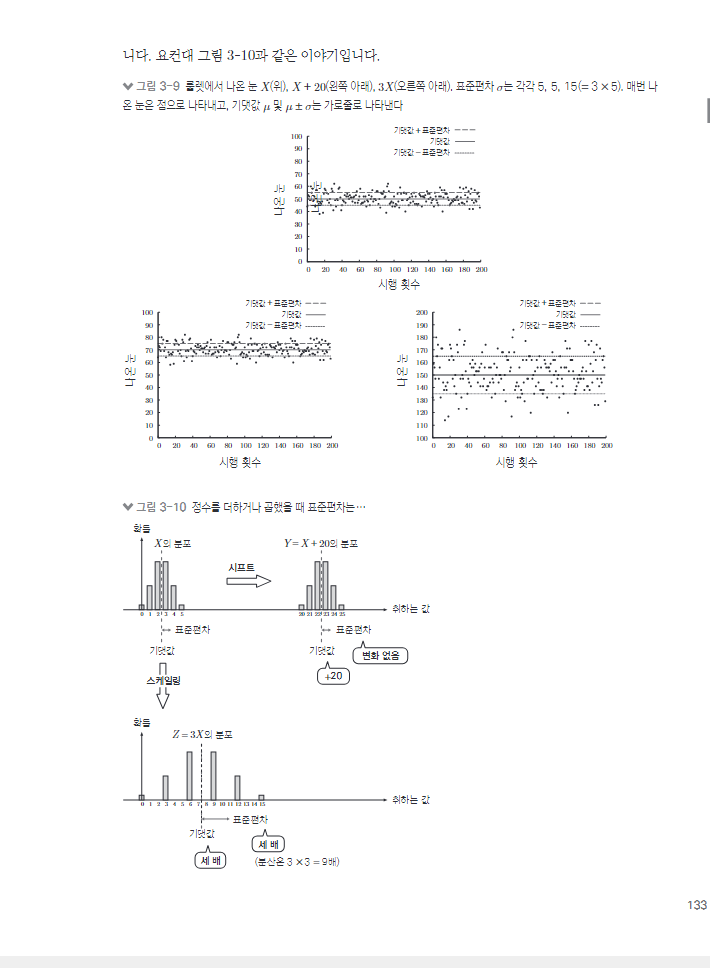 니다. 요컨대 그림 3-10과 같은 이야기입니다.
그림 3-9 룰렛에서 나온 눈 X(위), X + 20(왼쪽 아래), 3X(오른쪽 아래). 표준편차 σ는 각각 5, 5, 15(= 3 × 5). 매번 나
온 눈은 점으로 나타내고, 기댓값 μ 및 μ ± σ는 가로줄로 나타낸다
기댓값 + 표준편차
기댓값
기댓값 − 표준편차
100
90
80
70
60
50
40
30
20
10
0
나온 눈
0 20 40 60 80 100 120 140 160 180 200
시행 횟수
기댓값 + 표준편차
기댓값
기댓값 − 표준편차
100
90
80
70
60
50
40
30
20
10
0
나온 눈
0 20 40 60 80 100 120 140 160 180 200
시행 횟수
기댓값 + 표준편차
기댓값
기댓값 − 표준편차
200
190
180
170
160
150
140
130
120
110
100
나온 눈
0 20 40 60 80 100 120 140 160 180 200
시행 횟수
그림 3-10 정수를 더하거나 곱했을 때 표준편차는…
확률
X의 분포
시프트
Y = X + 20의 분포
0 1 2 3 4 5
20 21 22 23 24 25
취하는 값
표준편차
표준편차
기댓값
기댓값
변화 없음
+20
스케일링
확률
Z = 3X의 분포
0 1 2 3 4 5 6 7 8 9 10 11 12 13 14 15
취하는 값
표준편차
기댓값
세 배
세 배
(분산은 3 × 3 = 9배)
133